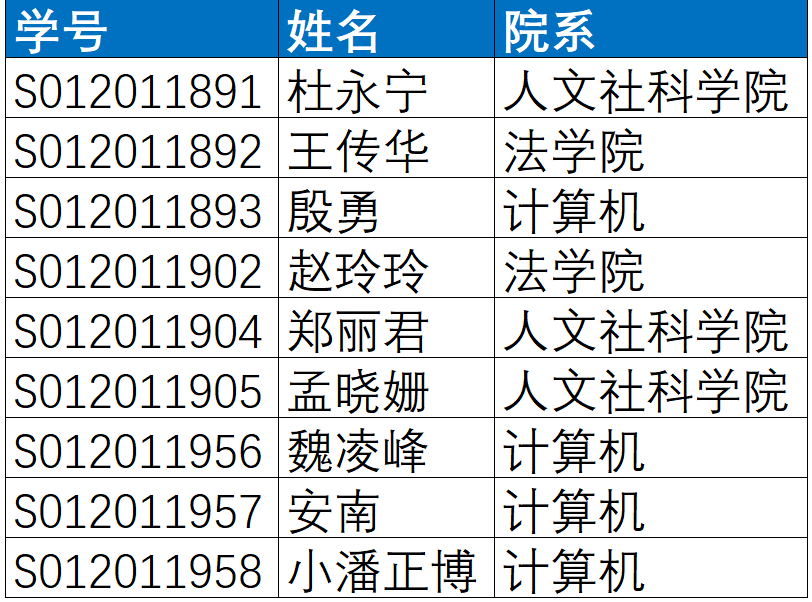 学号 姓名 院系
S012011891 杜永宁 人文社科学院
S012011892 王传华 法学院
S012011893 殷勇 计算机
S012011902 赵玲玲 法学院
S012011904 郑丽君 人文社科学院
S012011905 孟晓姗 人文社科学院
S012011956 魏凌峰 计算机
S012011957 安南 计算机
S012011958 小潘正博 计算机